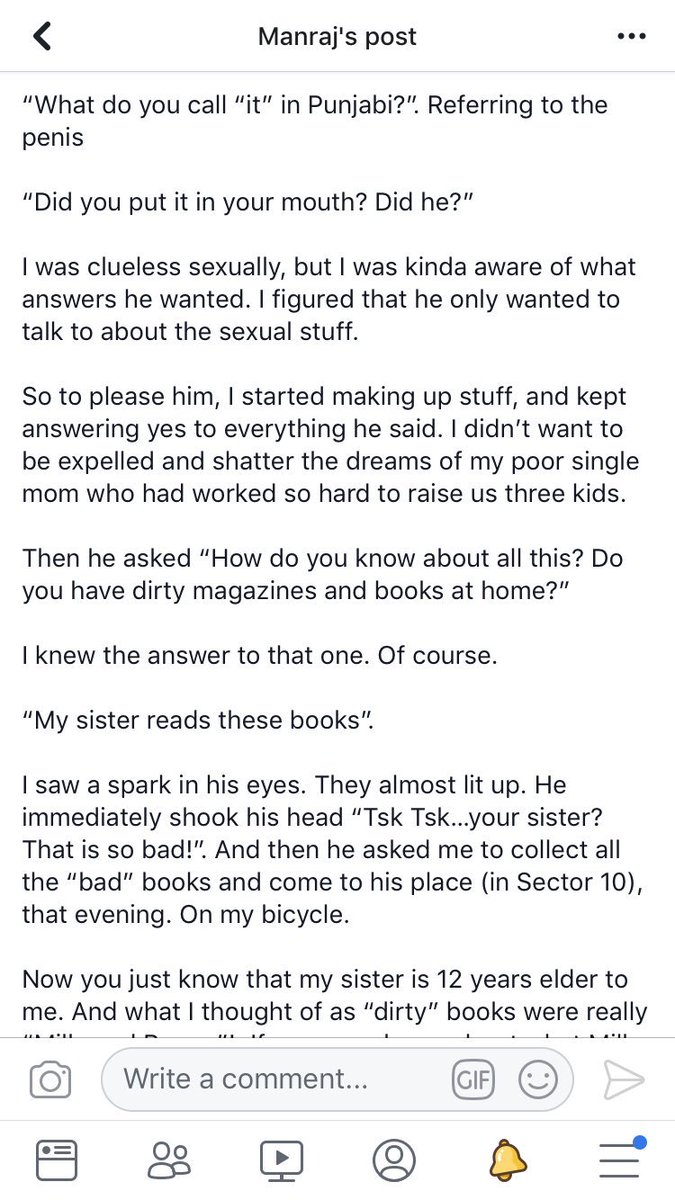 Manraj's post
“What do you call “it” in Punjabi?”. Referring to the
penis
“Did you put it in your mouth? Did he?”
I was clueless sexually, but I was kinda aware of what
answers he wanted. I figured that he only wanted to
talk to about the sexual stuff.
So to please him, I started making up stuff, and kept
answering yes to everything he said. I didn’t want to
be expelled and shatter the dreams of my poor single
mom who had worked so hard to raise us three kids.
Then he asked “How do you know about all this? Do
you have dirty magazines and books at home?”
I knew the answer to that one. Of course.
“My sister reads these books”.
I saw a spark in his eyes. They almost lit up. He
immediately shook his head “Tsk Tsk...your sister?
That is so bad!”. And then he asked me to collect all
the “bad” books and come to his place (in Sector 10),
that evening. On my bicycle.
Now you just know that my sister is 12 years elder to
me. And what I thought of as “dirty” books were really
Write a comment...
GIF